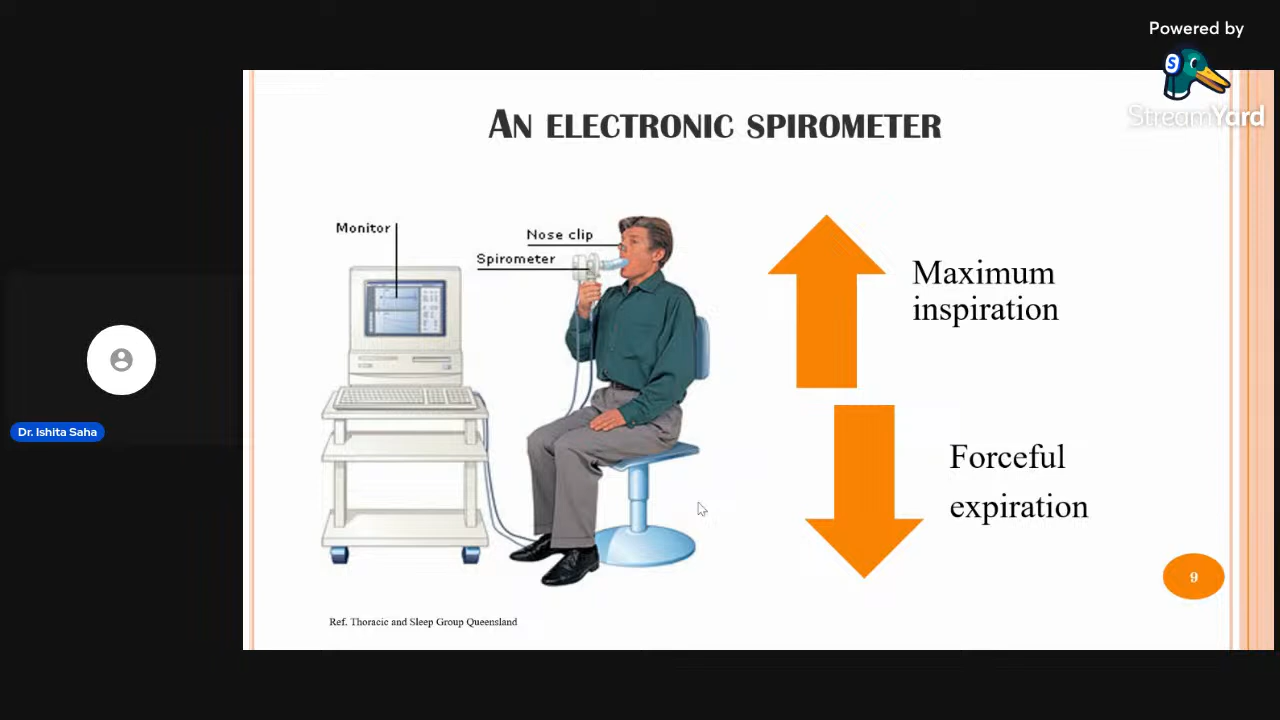 Powered by
S
StreamYard
AN ELECTRONIC SPIROMETER
Monitor
Nose clip
Spirometer
Maximum
inspiration
Forceful
expiration
Dr. Ishita Saha
9
Ref. Thoracic and Sleep Group Queensland